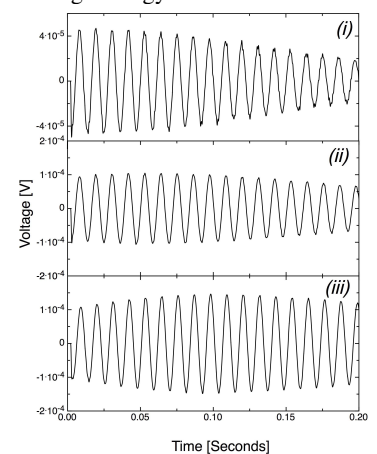 (i)
4·10⁻⁵
0
-4·10⁻⁵
2·10⁻⁴
(ii)
1·10⁻⁴
0
-1·10⁻⁴
-2·10⁻⁴
(iii)
1·10⁻⁴
0
-1·10⁻⁴
-2·10⁻⁴
Voltage [V]
0.00 0.05 0.10 0.15 0.20
Time [Seconds]